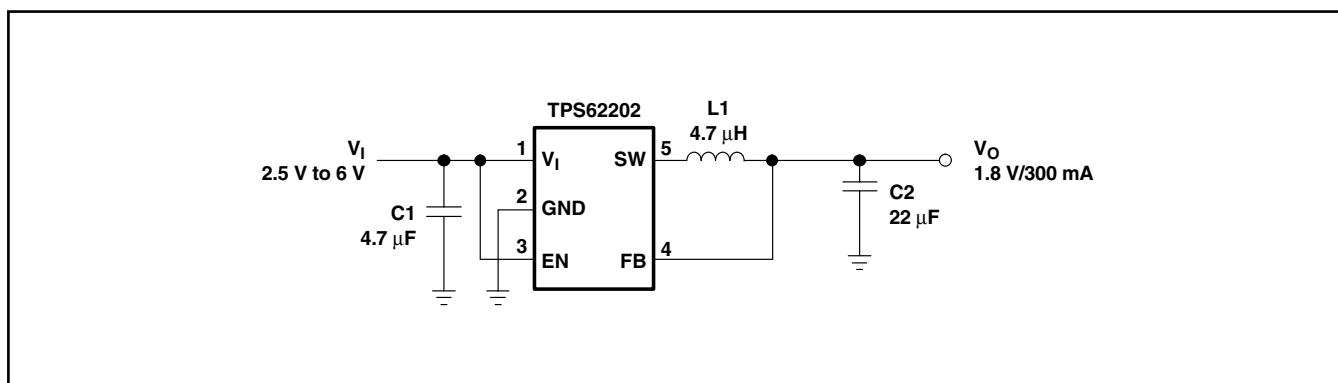 TPS62202
L1
4.7 μH
V_I
2.5 V to 6 V
1
V_I
SW
5
V_O
1.8 V/300 mA
C1
4.7 μF
2
GND
C2
22 μF
3
EN
FB
4